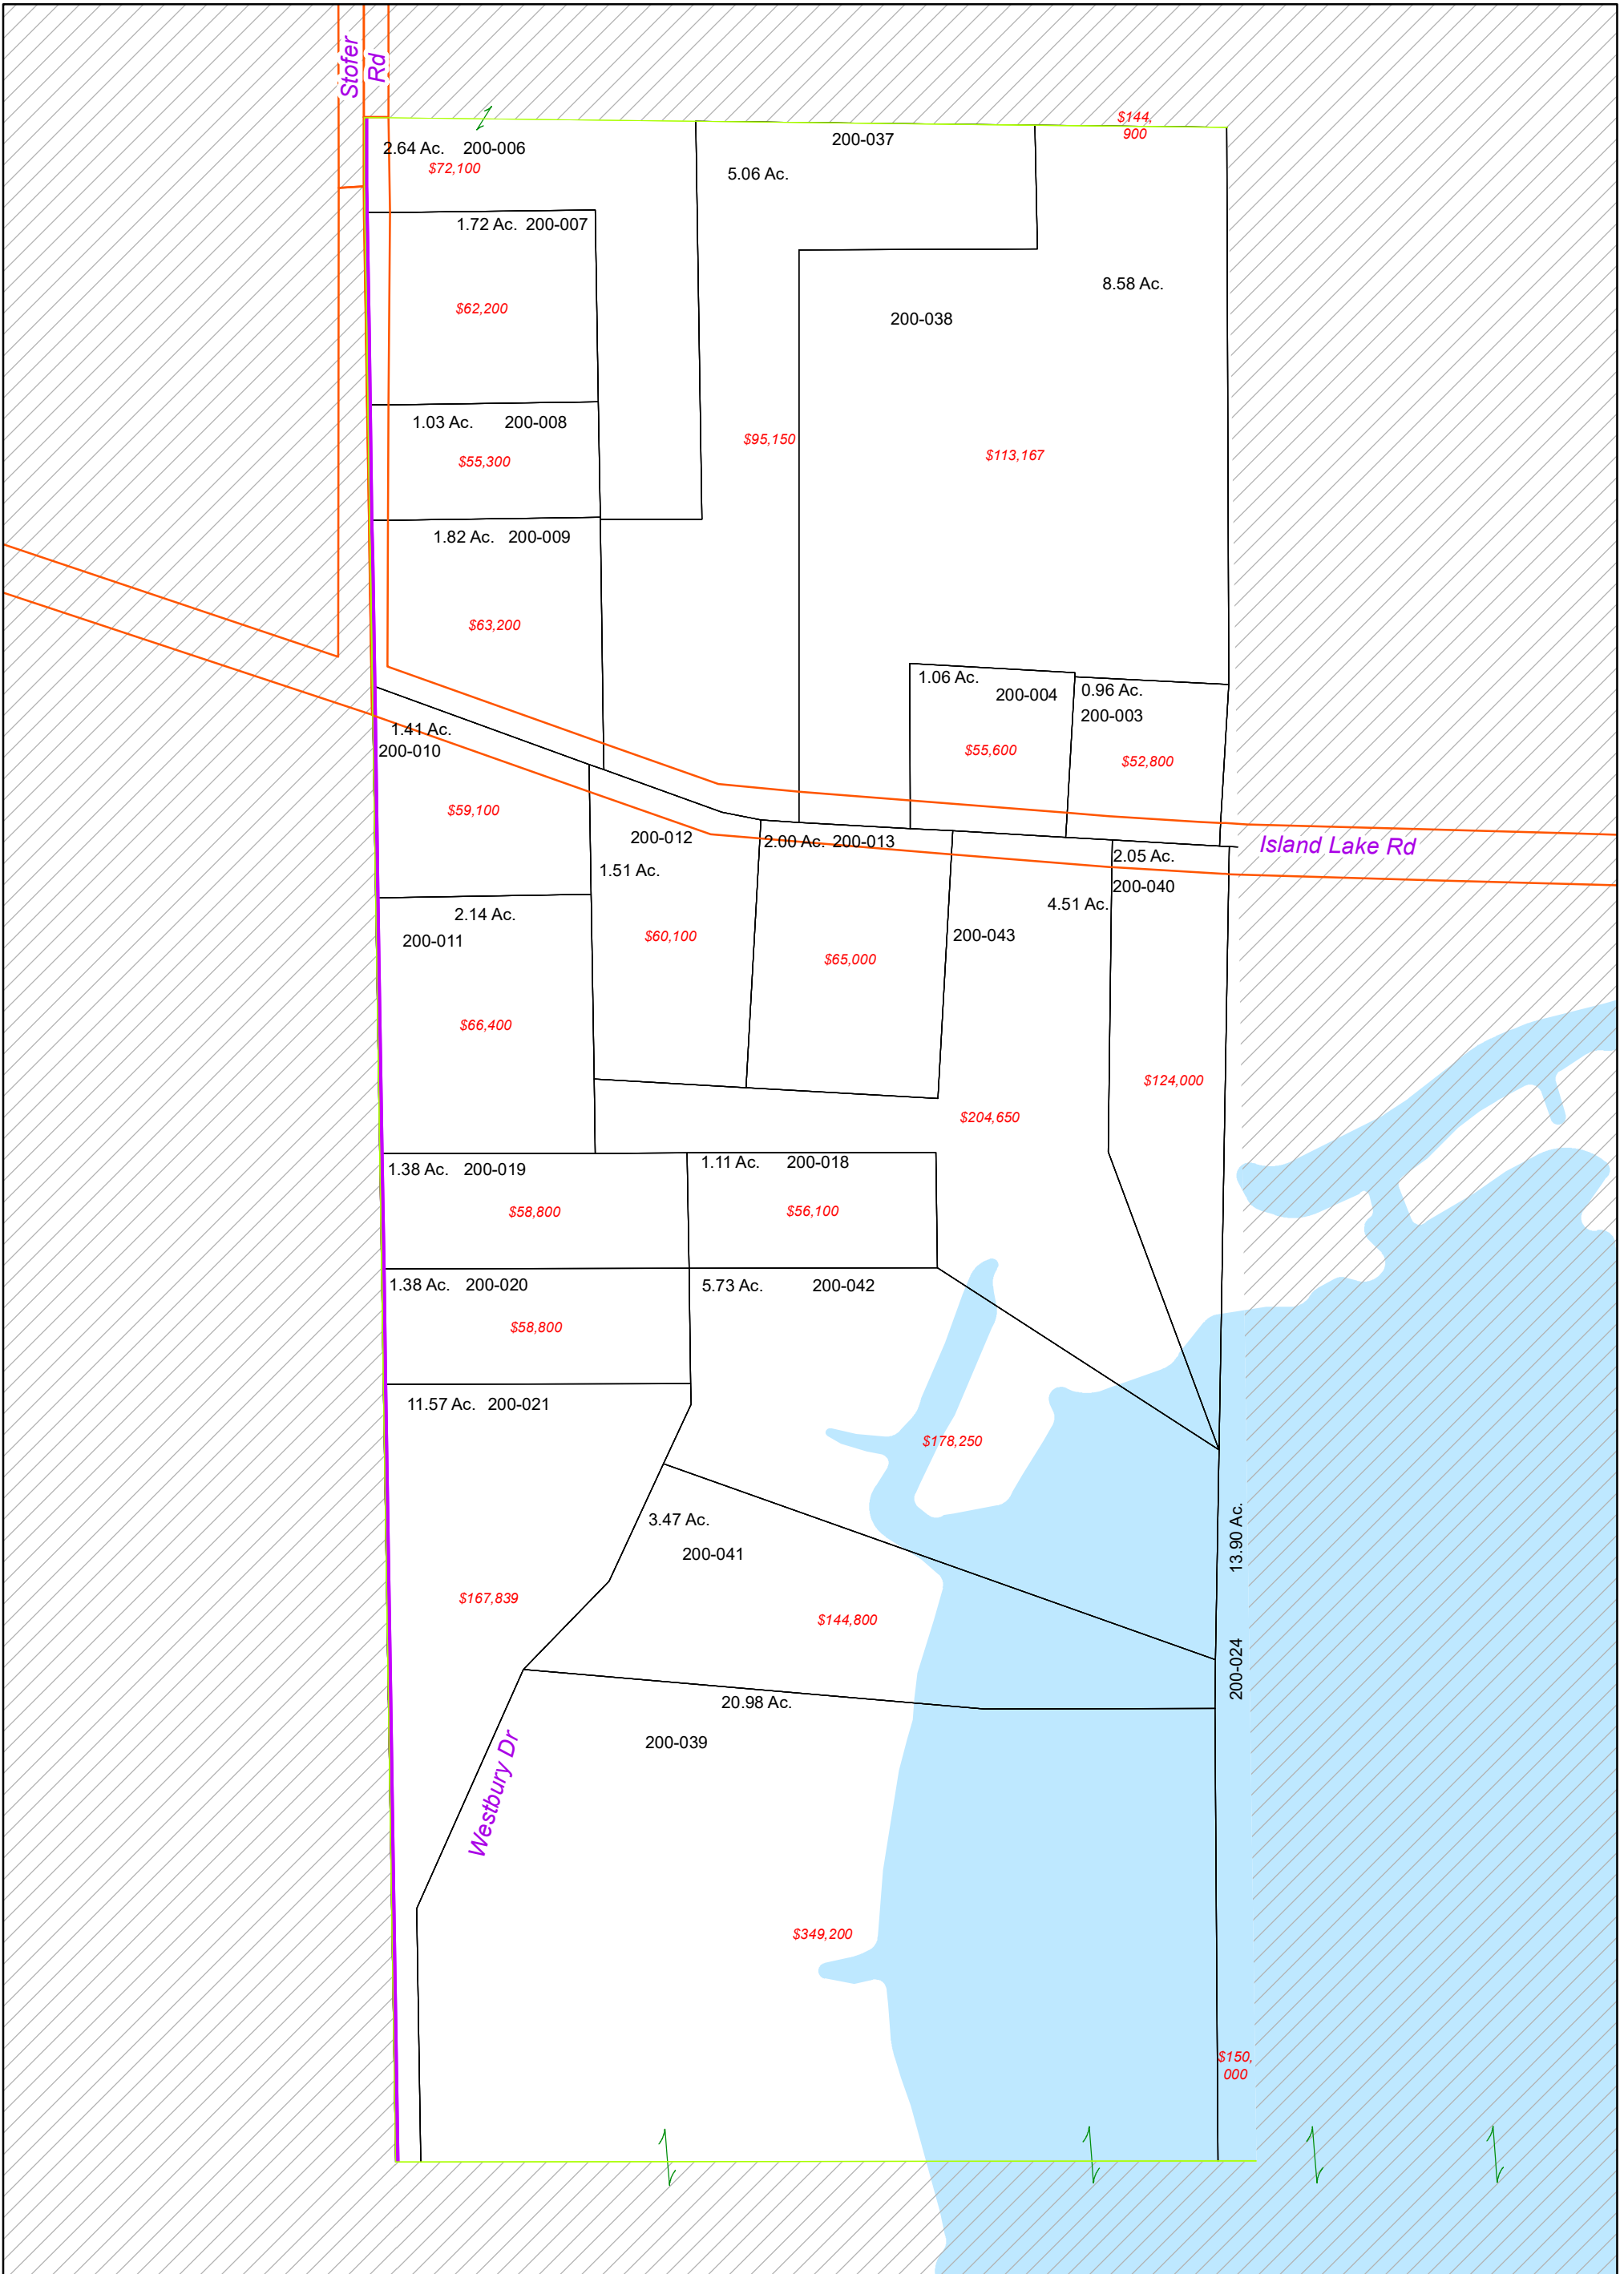 Stofer
Rd
$144,
900
2.64 Ac. 200-006
$72,100
200-037
5.06 Ac.
1.72 Ac. 200-007
$62,200
8.58 Ac.
200-038
1.03 Ac. 200-008
$55,300
$95,150
$113,167
1.82 Ac. 200-009
$63,200
1.06 Ac.
200-004
$55,600
0.96 Ac.
200-003
$52,800
1.41 Ac.
200-010
$59,100
200-012
1.51 Ac.
$60,100
2.00 Ac. 200-013
$65,000
Island Lake Rd
2.05 Ac.
200-040
4.51 Ac.
200-043
2.14 Ac.
200-011
$66,400
$124,000
$204,650
1.38 Ac. 200-019
$58,800
1.11 Ac. 200-018
$56,100
1.38 Ac. 200-020
$58,800
5.73 Ac. 200-042
11.57 Ac. 200-021
$178,250
3.47 Ac.
200-041
13.90 Ac.
200-024
$167,839
$144,800
20.98 Ac.
200-039
Westbury Dr
$349,200
$150,
000